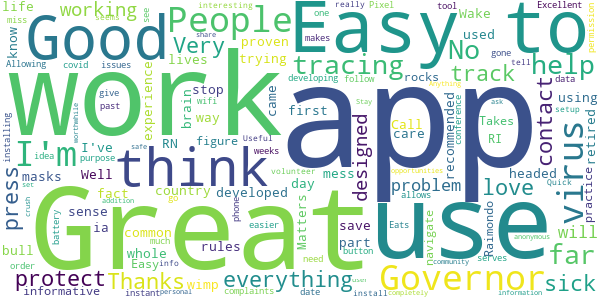 life seems working
miss Good People Easy to
know
see
interesting
one really Pixel tool Excellent
makes Wake permission
Very proven No used help
share trying tracing gone tell
Allowing covid issues lives developing follow track rocks data
installing give stop came Stay Anything
past wifi
work app
experience brain way Useful first designed Call care recommended conference Takes ask setup
masks idea I've RN figure weeks using practice retired
worthwhile RI
I'm think contact virus
press purpose safe mess problem headed Quick
Well volunteer day opportunities
fact country developed Matters allows love
set addition go phone
sense ia much easier save Eats navigate Raimondo will
crush battery common whole rules need part button community serves anonymous far
bull Great use
order Easy info
protect Thanks wimp everything Governor sick
informative instant personal complaints date install completely information user